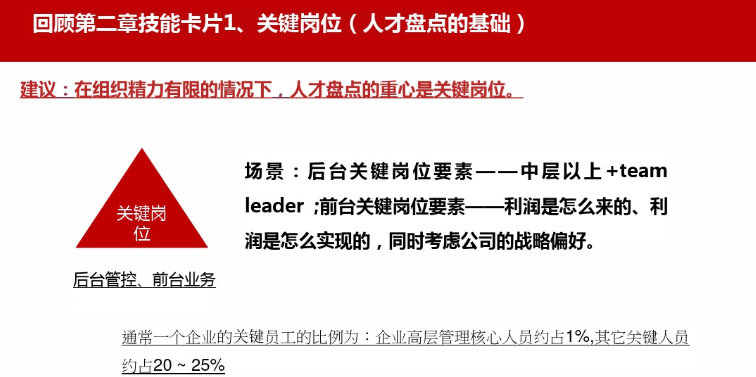 回顾第二章技能卡片1、关键岗位（人才盘点的基础）
建议：在组织精力有限的情况下，人才盘点的重心是关键岗位。
场景：后台关键岗位要素——中层以上+team
leader ;前台关键岗位要素——利润是怎么来的、利
润是怎么实现的，同时考虑公司的战略偏好。
关键岗
位
后台管控、前台业务
通常一个企业的关键员工的比例为：企业高层管理核心人员约占1%,其它关键人员
约占20 ~ 25%